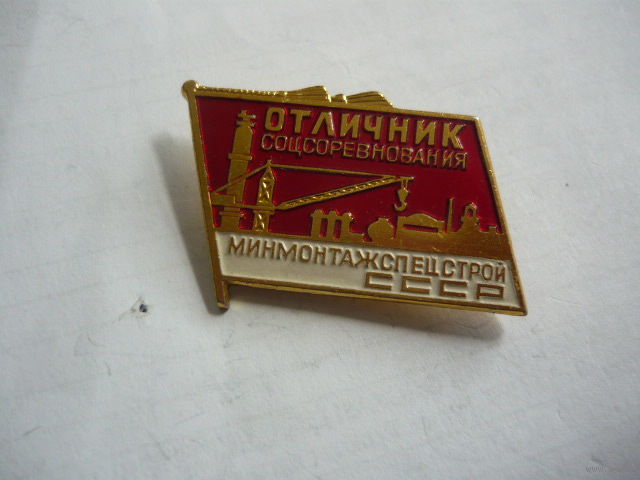 ОТЛИЧНИК
СОЦСОРЕВНОВАНИЯ
МИНМОНТАЖСПЕЦСТРОЙ
СССР